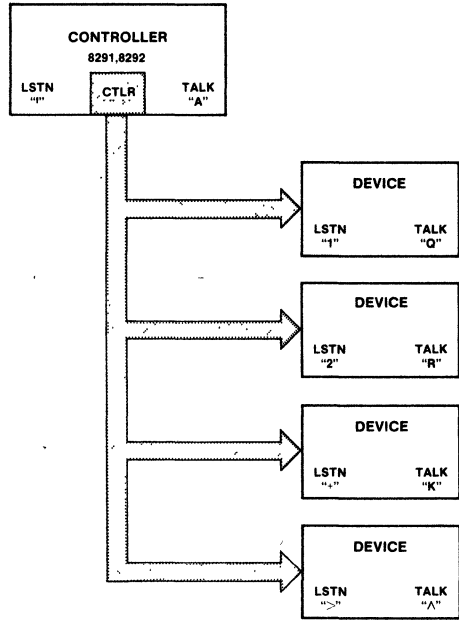 CONTROLLER
8291,8292
LSTN CTLR TALK
"!" "A"
DEVICE
LSTN TALK
"1" "Q"
DEVICE
LSTN TALK
"2" "R"
DEVICE
LSTN TALK
"+" "K"
DEVICE
LSTN TALK
">" "^"